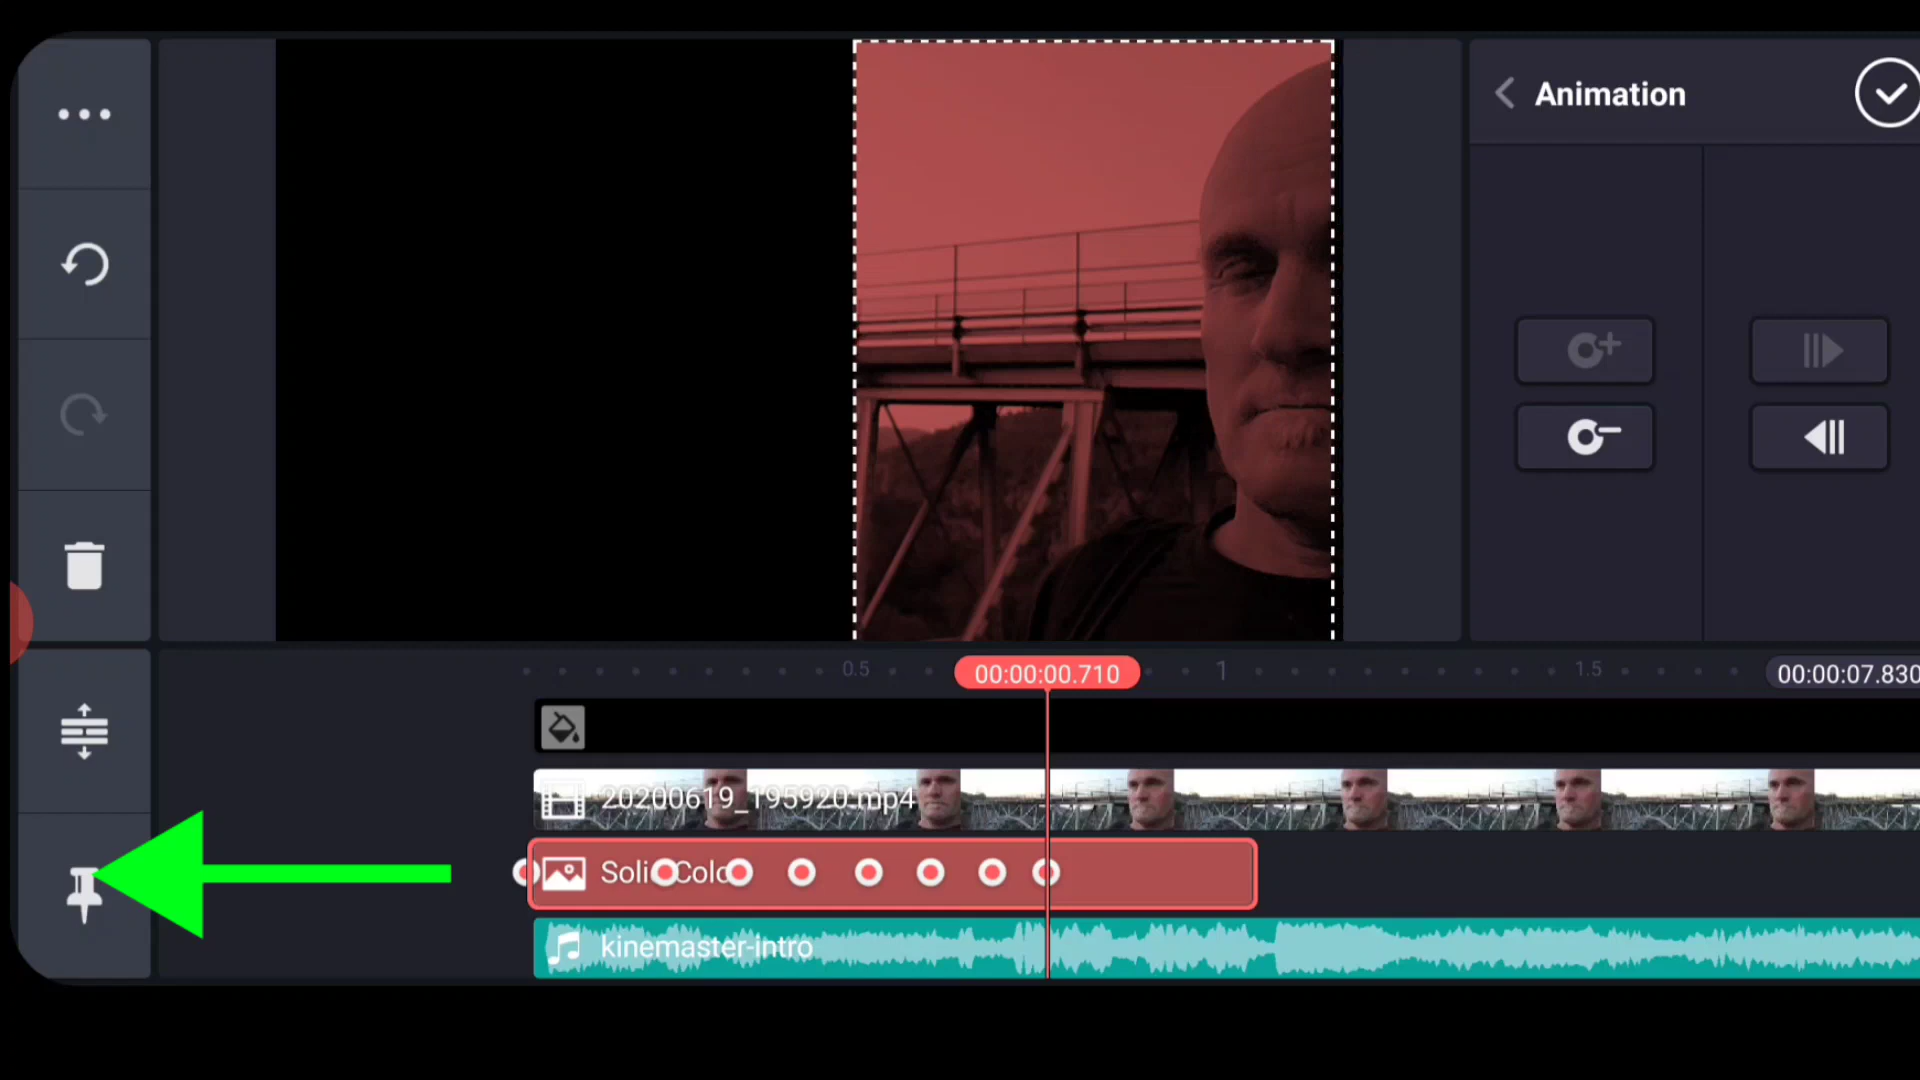 Animation
0.5
00:00:00.710
1
1.5
00:00:07.830
20200619_195920.mp4
Solid Color
kinemaster-intro